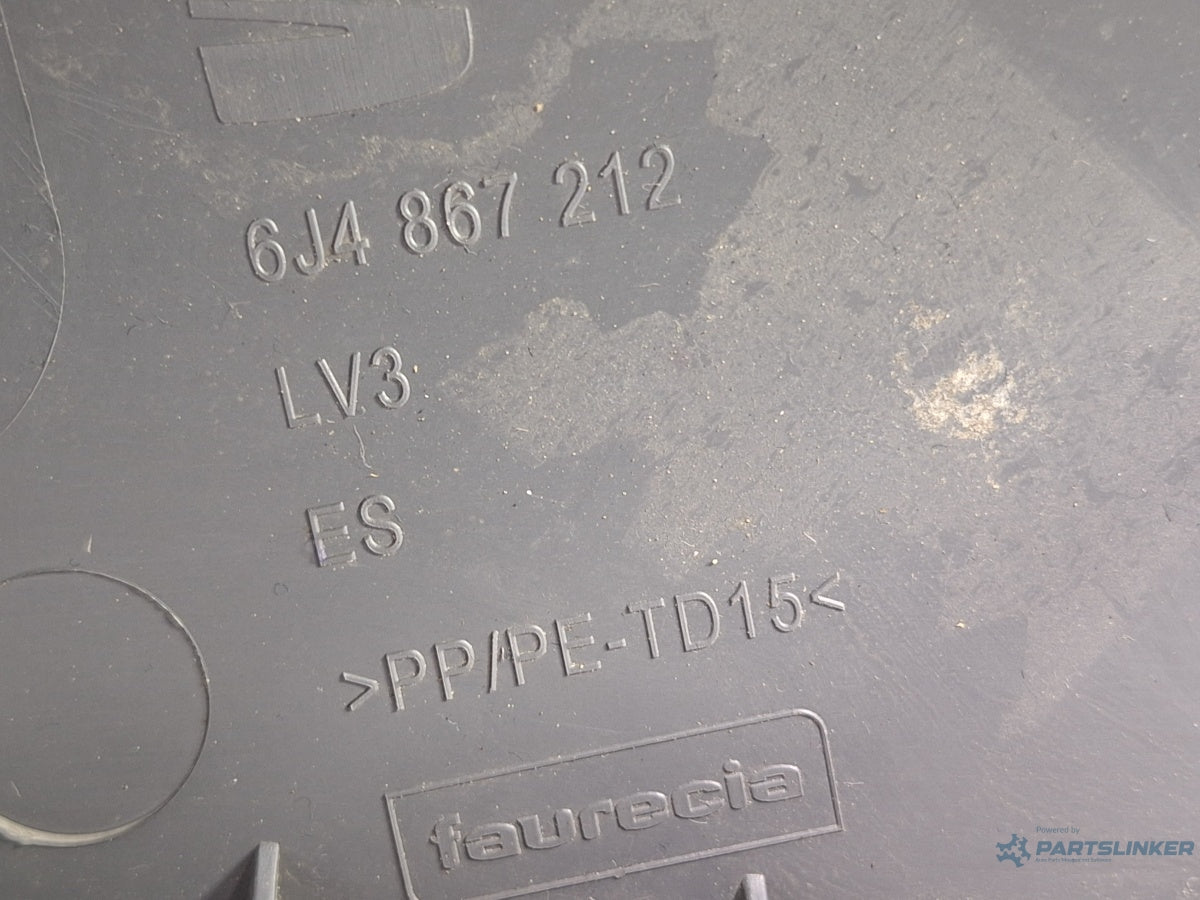 6J4 867 212
LV3
ES
>PP/PE-TD15<
faurecia
Powered by
PARTSLINKER